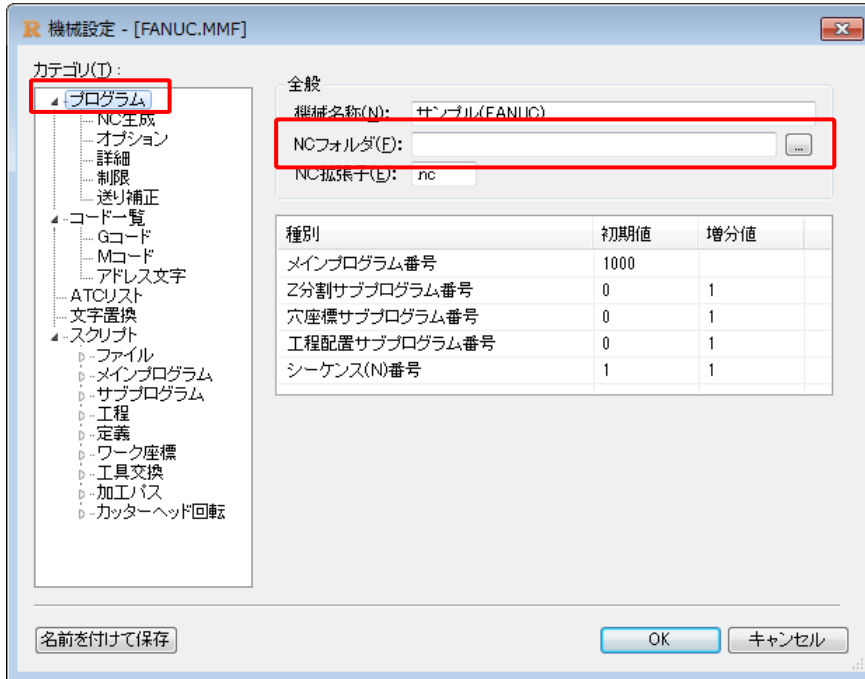 R 機械設定 - [FANUC.MMF]
カテゴリ(T):
プログラム
NC生成
オプション
詳細
制限
送り補正
コード一覧
Gコード
Mコード
アドレス文字
ATCリスト
文字置換
スクリプト
ファイル
メインプログラム
サブプログラム
工程
定義
ワーク座標
工具交換
加工パス
カッターヘッド回転
全般
機械名称(N): サンプル(FANUC)
NCフォルダ(F): ...
NC拡張子(E): nc
種別 初期値 増分値
メインプログラム番号 1000
Z分割サブプログラム番号 0 1
穴座標サブプログラム番号 0 1
工程配置サブプログラム番号 0 1
シーケンス(N)番号 1 1
名前を付けて保存 OK キャンセル